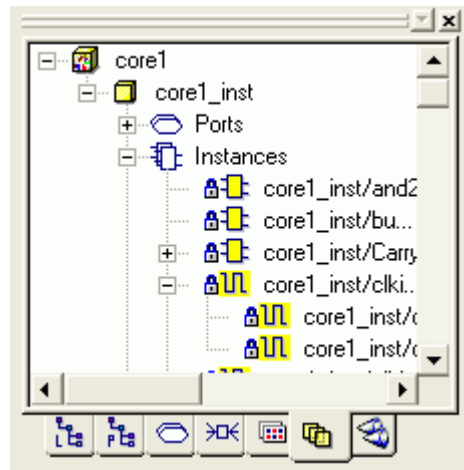 core1
core1_inst
Ports
Instances
core1_inst/and2
core1_inst/bu...
core1_inst/Carry
core1_inst/clki...
core1_inst/c
core1_inst/c
L
P